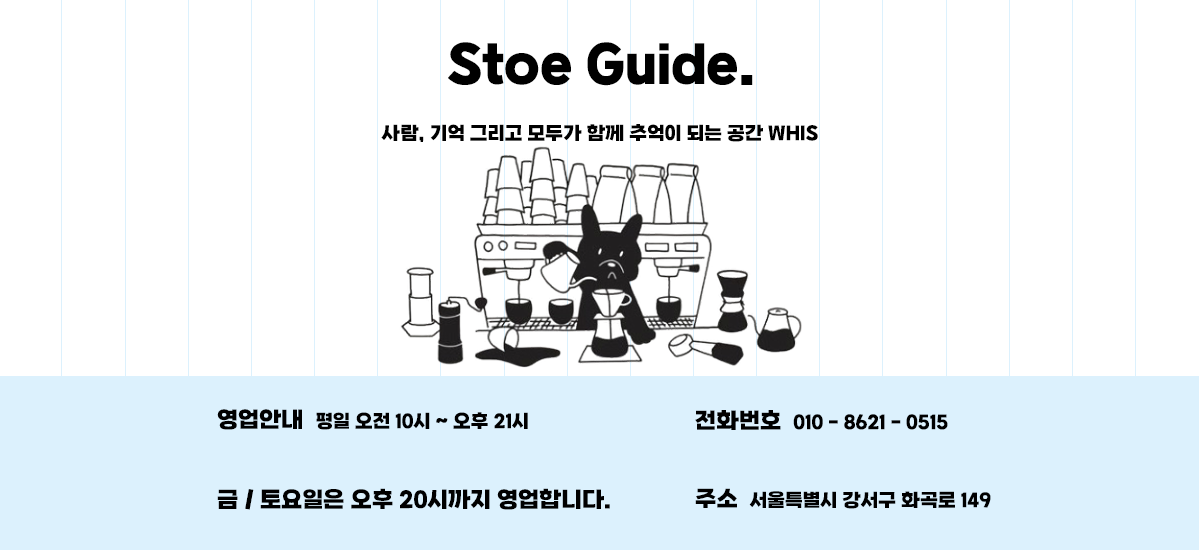 Stoe Guide.
사람, 기억 그리고 모두가 함께 추억이 되는 공간 WHIS
영업안내 평일 오전 10시 ~ 오후 21시
전화번호 010 - 8621 - 0515
금 / 토요일은 오후 20시까지 영업합니다.
주소 서울특별시 강서구 화곡로 149